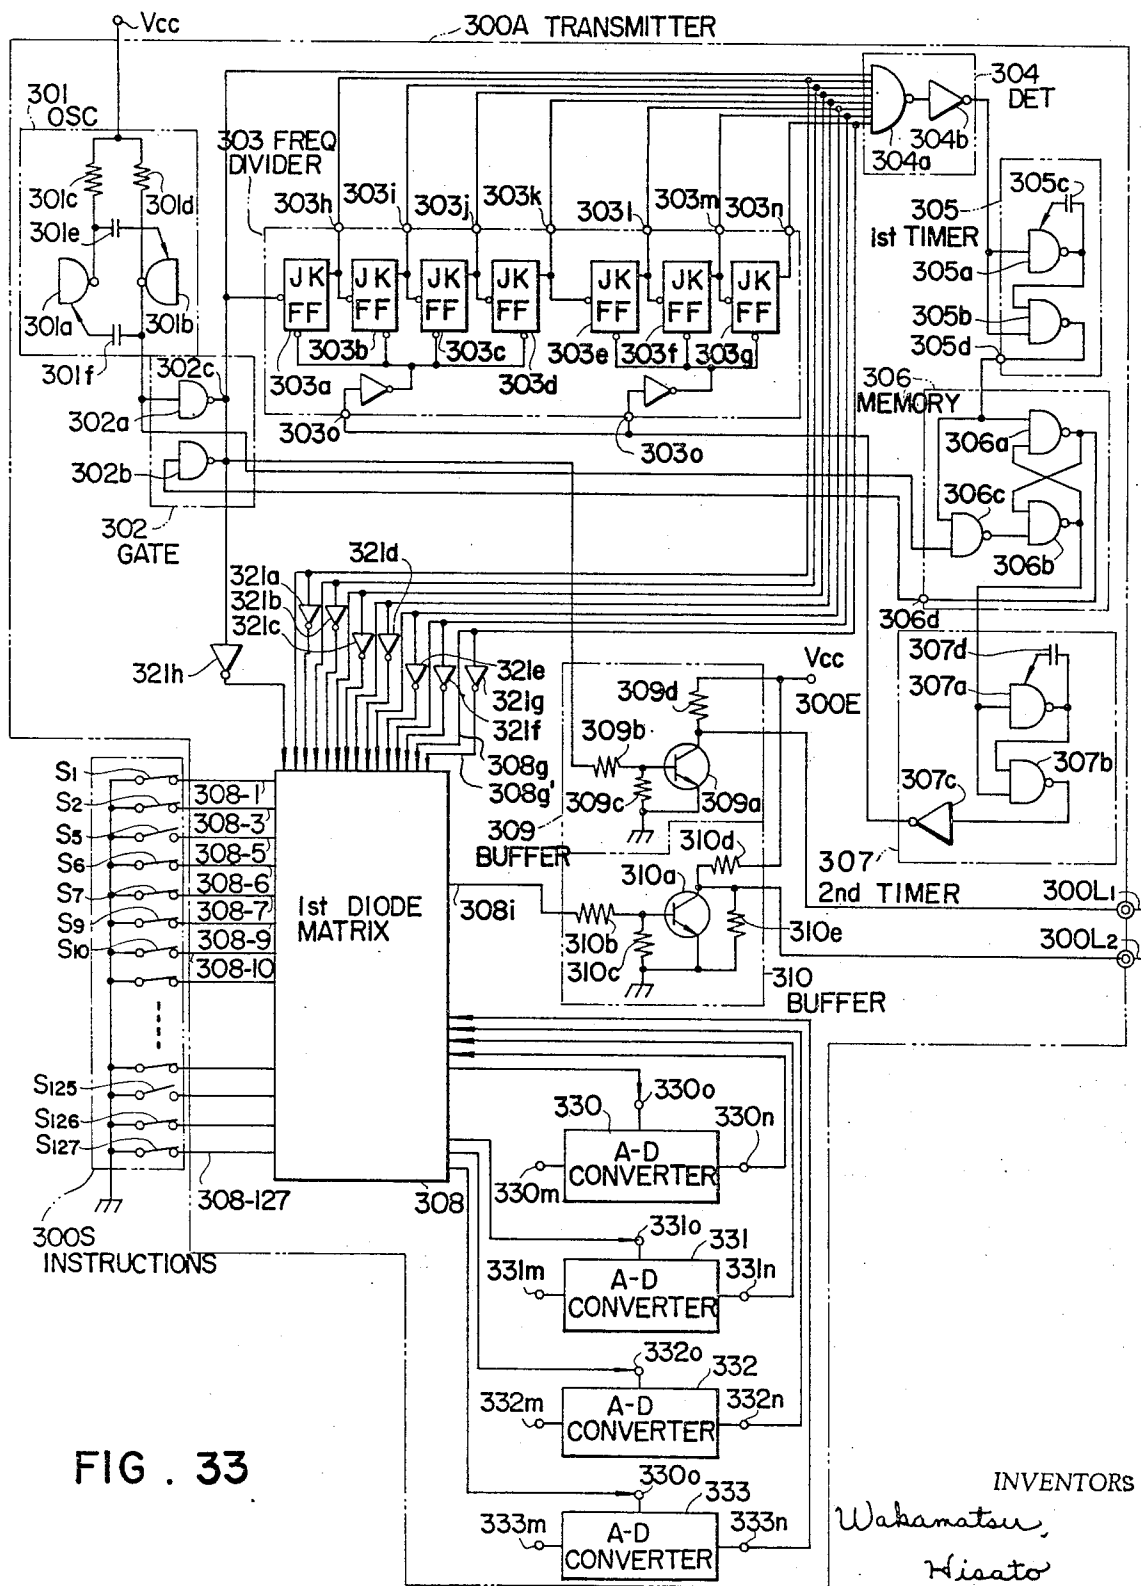 Vcc
300A TRANSMITTER
301
OSC
301c
301d
301e
301a
301b
301f
302c
302a
302b
302
GATE
303 FREQ
DIVIDER
303h
303i
303j
303k
303l
303m
303n
JK
FF
JK
FF
JK
FF
JK
FF
JK
FF
JK
FF
JK
FF
303a
303b
303c
303d
303e
303f
303g
303o
303o
304
DET
304a
304b
305
1st TIMER
305c
305a
305b
305d
306
MEMORY
306a
306c
306b
306d
321a
321b
321c
321d
321h
321e
321g
321f
308g
308g'
307d
307a
307b
307c
307
2nd TIMER
Vcc
300E
309d
309b
309c
309a
309
BUFFER
310d
310a
310b
310c
310e
310
BUFFER
300L1
300L2
S1
S2
S5
S6
S7
S9
S10
S125
S126
S127
308-1
308-3
308-5
308-6
308-7
308-9
308-10
308-127
1st DIODE
MATRIX
308i
308
300S
INSTRUCTIONS
330
330o
330n
A-D
CONVERTER
330m
331o
331
331n
331m
A-D
CONVERTER
332o
332
332n
332m
A-D
CONVERTER
330o
333
333n
333m
A-D
CONVERTER
FIG. 33
INVENTORS
Wakamatsu,
Hisato